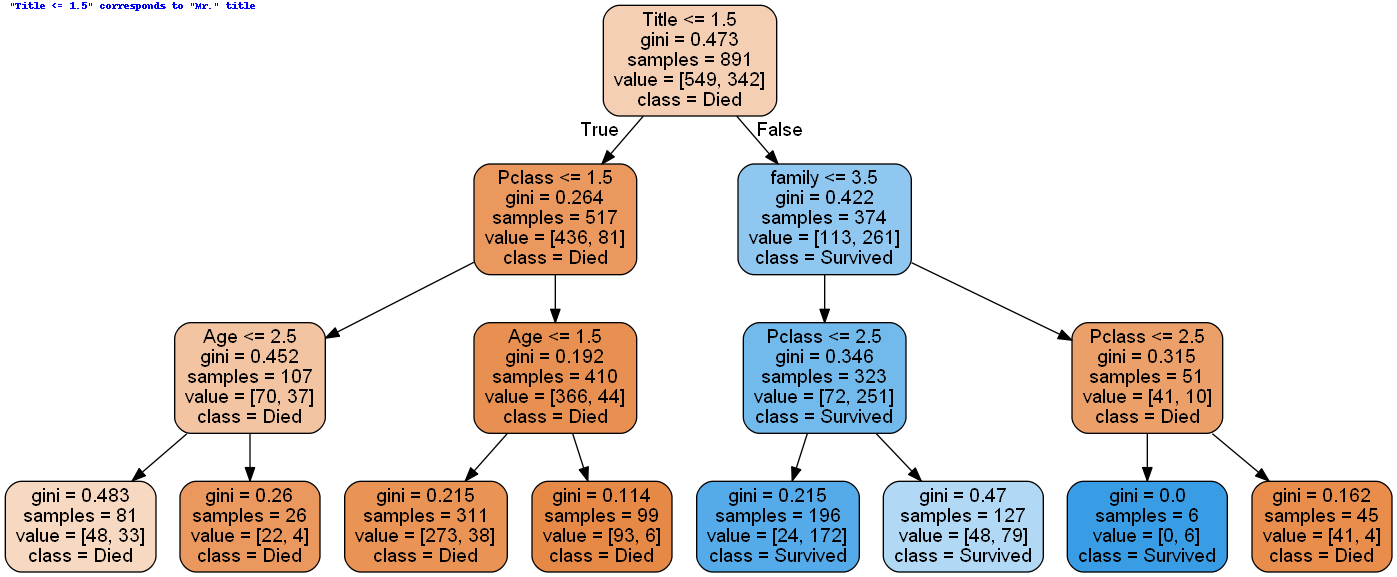 "Title <= 1.5" corresponds to "Mr." title
Title <= 1.5
gini = 0.473
samples = 891
value = [549, 342]
class = Died
True
False
Pclass <= 1.5
gini = 0.264
samples = 517
value = [436, 81]
class = Died
family <= 3.5
gini = 0.422
samples = 374
value = [113, 261]
class = Survived
Age <= 2.5
gini = 0.452
samples = 107
value = [70, 37]
class = Died
Age <= 1.5
gini = 0.192
samples = 410
value = [366, 44]
class = Died
Pclass <= 2.5
gini = 0.346
samples = 323
value = [72, 251]
class = Survived
Pclass <= 2.5
gini = 0.315
samples = 51
value = [41, 10]
class = Died
gini = 0.483
samples = 81
value = [48, 33]
class = Died
gini = 0.26
samples = 26
value = [22, 4]
class = Died
gini = 0.215
samples = 311
value = [273, 38]
class = Died
gini = 0.114
samples = 99
value = [93, 6]
class = Died
gini = 0.215
samples = 196
value = [24, 172]
class = Survived
gini = 0.47
samples = 127
value = [48, 79]
class = Survived
gini = 0.0
samples = 6
value = [0, 6]
class = Survived
gini = 0.162
samples = 45
value = [41, 4]
class = Died